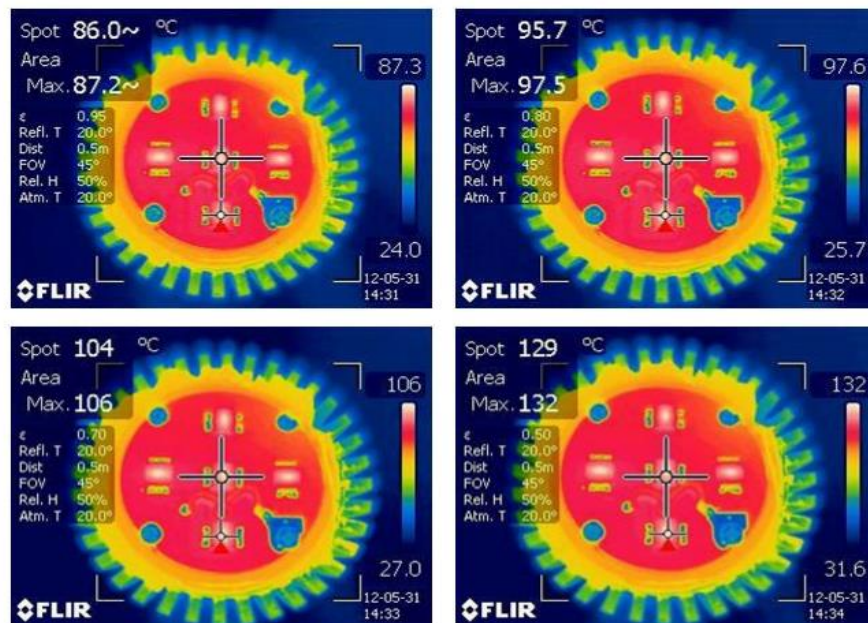 Spot 86.0~ °C
Area
Max. 87.2~
87.3
ε 0.95
Refl. T 20.0°
Dist 0.5m
FOV 45°
Rel. H 50%
Atm. T 20.0°
24.0
12-05-31
14:31
FLIR
Spot 95.7 °C
Area
Max. 97.5
97.6
ε 0.80
Refl. T 20.0°
Dist 0.5m
FOV 45°
Rel. H 50%
Atm. T 20.0°
25.7
12-05-31
14:32
FLIR
Spot 104 °C
Area
Max. 106
106
ε 0.70
Refl. T 20.0°
Dist 0.5m
FOV 45°
Rel. H 50%
Atm. T 20.0°
27.0
12-05-31
14:33
FLIR
Spot 129 °C
Area
Max. 132
132
ε 0.50
Refl. T 20.0°
Dist 0.5m
FOV 45°
Rel. H 50%
Atm. T 20.0°
31.6
12-05-31
14:34
FLIR